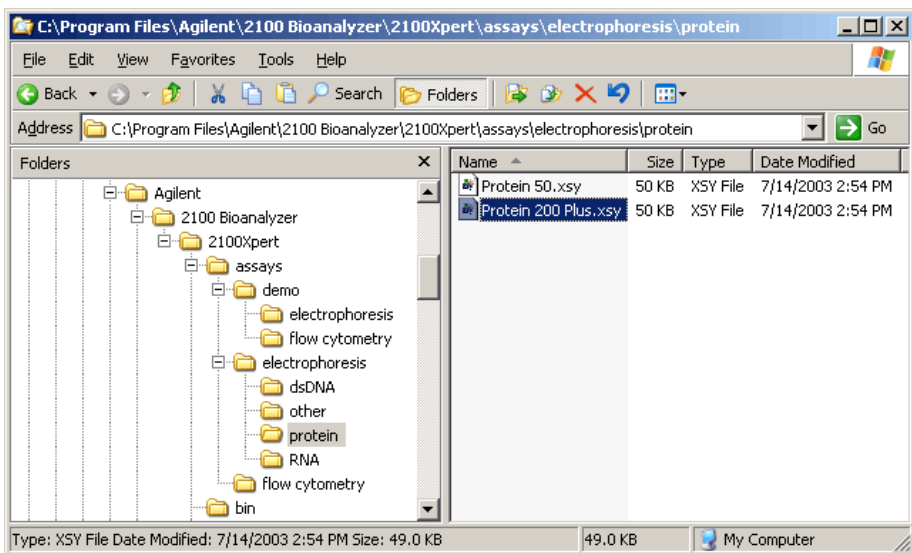 C:\Program Files\Agilent\2100 Bioanalyzer\2100Xpert\assays\electrophoresis\protein
File Edit View Favorites Tools Help
Back Search Folders
Address C:\Program Files\Agilent\2100 Bioanalyzer\2100Xpert\assays\electrophoresis\protein Go
Folders x Name Size Type Date Modified
Agilent
2100 Bioanalyzer
2100Xpert
assays
demo
electrophoresis
flow cytometry
electrophoresis
dsDNA
other
protein
RNA
flow cytometry
bin
Protein 50.xsy 50 KB XSY File 7/14/2003 2:54 PM
Protein 200 Plus.xsy 50 KB XSY File 7/14/2003 2:54 PM
Type: XSY File Date Modified: 7/14/2003 2:54 PM Size: 49.0 KB 49.0 KB My Computer